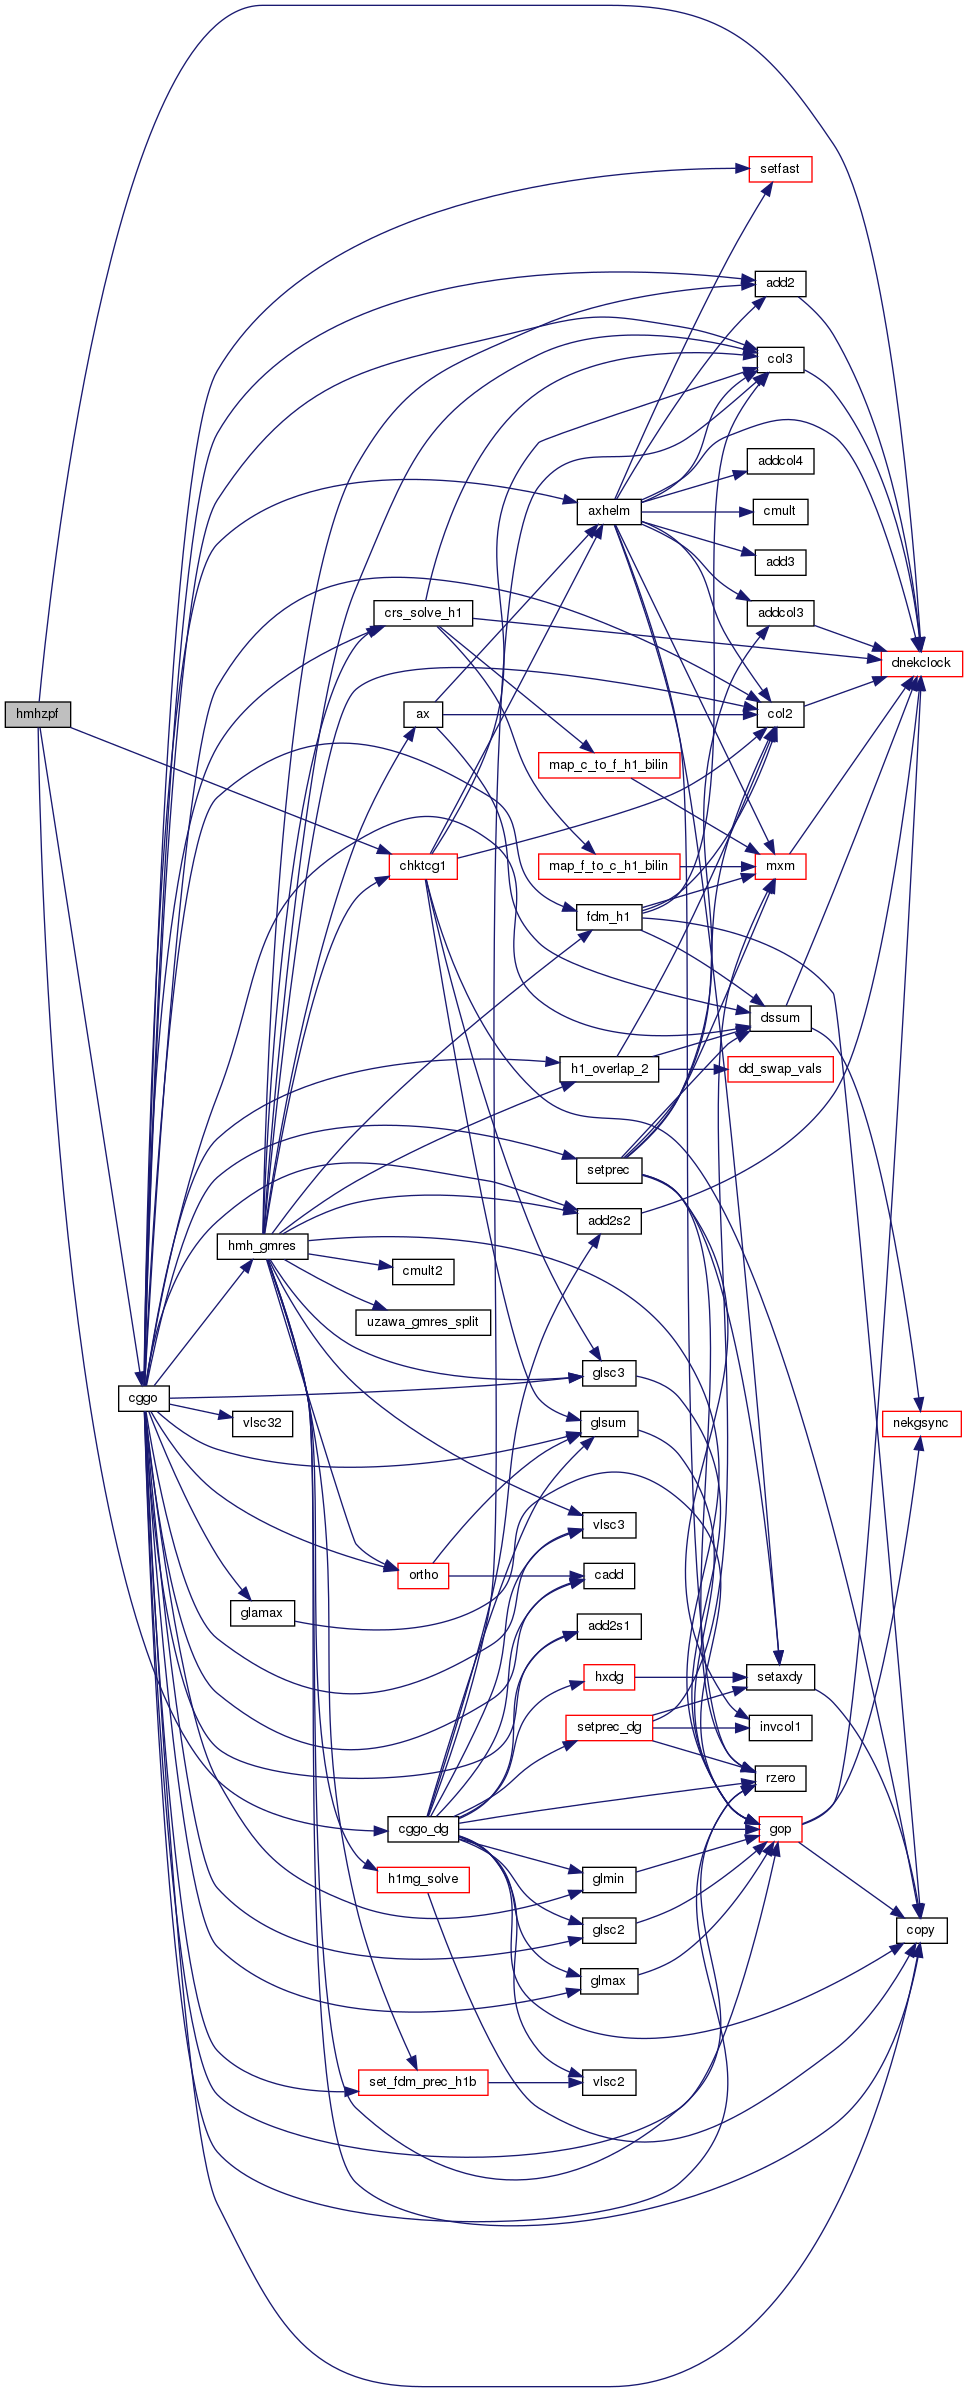 hmhzpf
cggo
hmh_gmres
vlsc32
glamax
crs_solve_h1
ax
chktcg1
cmult2
uzawa_gmres_split
ortho
cggo_dg
h1mg_solve
set_fdm_prec_h1b
axhelm
map_c_to_f_h1_bilin
map_f_to_c_h1_bilin
fdm_h1
h1_overlap_2
setprec
add2s2
glsc3
glsum
vlsc3
cadd
add2s1
hxdg
setprec_dg
glmin
glsc2
glmax
vlsc2
setfast
add2
col3
addcol4
cmult
add3
addcol3
col2
mxm
dssum
dd_swap_vals
setaxdy
invcol1
rzero
gop
dnekclock
nekgsync
copy